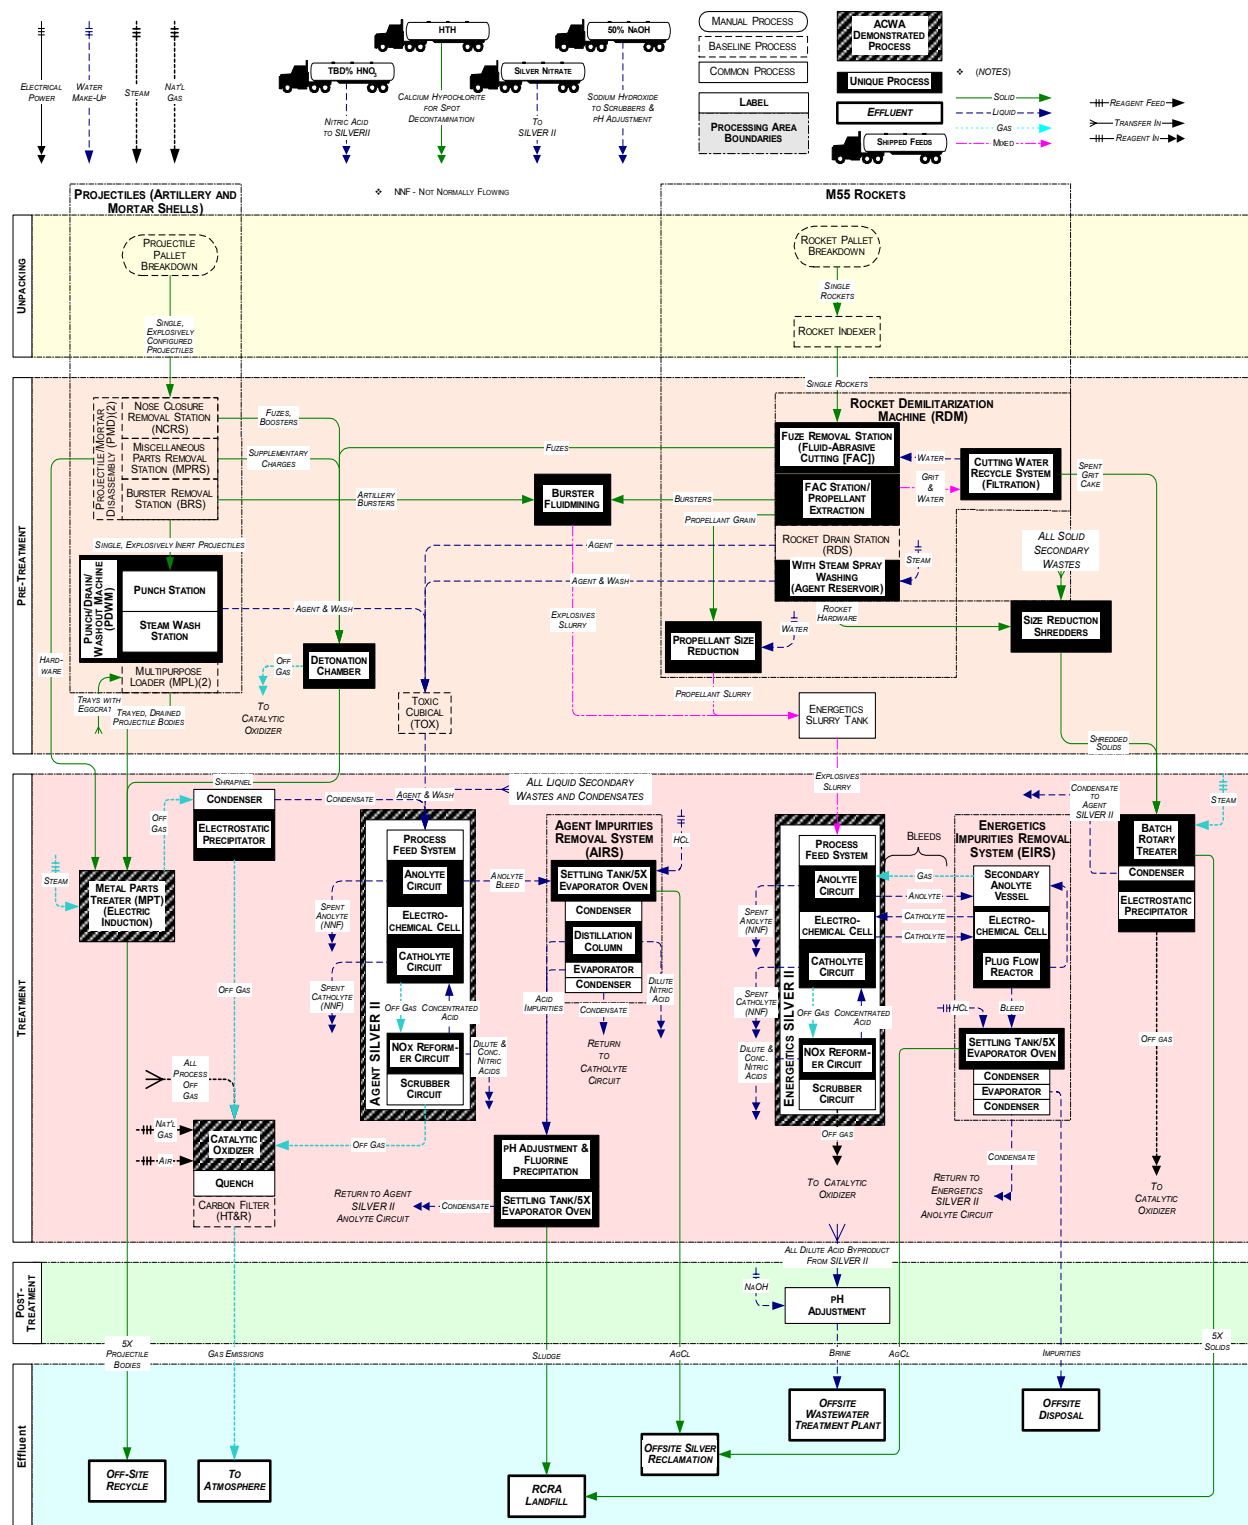 ELECTRICAL
POWER
WATER
MAKE-UP
STEAM
NAT'L
GAS
HTH
50% NAOH
TBD% HNO3
SILVER NITRATE
NITRIC ACID
TO SILVERII
CALCIUM HYPOCHLORITE
FOR SPOT
DECONTAMINATION
TO
SILVER II
SODIUM HYDROXIDE
TO SCRUBBERS &
pH ADJUSTMENT
MANUAL PROCESS
BASELINE PROCESS
COMMON PROCESS
LABEL
PROCESSING AREA
BOUNDARIES
ACWA
DEMONSTRATED
PROCESS
UNIQUE PROCESS
EFFLUENT
SHIPPED FEEDS
❖ (NOTES)
SOLID
LIQUID
GAS
MIXED
REAGENT FEED
TRANSFER IN
REAGENT IN
❖ NNF - NOT NORMALLY FLOWING
PROJECTILES (ARTILLERY AND
MORTAR SHELLS)
M55 ROCKETS
UNPACKING
PROJECTILE
PALLET
BREAKDOWN
ROCKET PALLET
BREAKDOWN
SINGLE
ROCKETS
ROCKET INDEXER
SINGLE,
EXPLOSIVELY
CONFIGURED
PROJECTILES
SINGLE ROCKETS
PRE-TREATMENT
PROJECTILE/MORTAR
DISASSEMBLY (PMD)(2)
NOSE CLOSURE
REMOVAL STATION
(NCRS)
MISCELLANEOUS
PARTS REMOVAL
STATION (MPRS)
BURSTER REMOVAL
STATION (BRS)
FUZES,
BOOSTERS
SUPPLEMENTARY
CHARGES
ARTILLERY
BURSTERS
SINGLE, EXPLOSIVELY INERT PROJECTILES
PUNCH/DRAIN/
WASHOUT MACHINE
(PDWM)
PUNCH STATION
STEAM WASH
STATION
MULTIPURPOSE
LOADER (MPL)(2)
HARD-
WARE
TRAYS WITH
EGGCRAT
TRAYED, DRAINED
PROJECTILE BODIES
AGENT & WASH
OFF
GAS
DETONATION
CHAMBER
TO
CATALYTIC
OXIDIZER
FUZES
BURSTER
FLUIDMINING
BURSTERS
PROPELLANT GRAIN
AGENT
AGENT & WASH
EXPLOSIVES
SLURRY
TOXIC
CUBICAL
(TOX)
ROCKET DEMILITARIZATION
MACHINE (RDM)
FUZE REMOVAL STATION
(FLUID-ABRASIVE
CUTTING [FAC])
FAC STATION/
PROPELLANT
EXTRACTION
ROCKET DRAIN STATION
(RDS)
WITH STEAM SPRAY
WASHING
(AGENT RESERVOIR)
WATER
GRIT
&
WATER
CUTTING WATER
RECYCLE SYSTEM
(FILTRATION)
SPENT
GRIT
CAKE
STEAM
ALL SOLID
SECONDARY
WASTES
ROCKET
HARDWARE
WATER
PROPELLANT SIZE
REDUCTION
SIZE REDUCTION
SHREDDERS
PROPELLANT SLURRY
ENERGETICS
SLURRY TANK
SHREDDED
SOLIDS
TREATMENT
SHRAPNEL
CONDENSER
ELECTROSTATIC
PRECIPITATOR
CONDENSATE
AGENT & WASH
ALL LIQUID SECONDARY
WASTES AND CONDENSATES
OFF
GAS
STEAM
METAL PARTS
TREATER (MPT)
(ELECTRIC
INDUCTION)
OFF GAS
ALL
PROCESS
OFF
GAS
NAT'L
GAS
AIR
CATALYTIC
OXIDIZER
QUENCH
CARBON FILTER
(HT&R)
AGENT SILVER II
PROCESS
FEED SYSTEM
ANOLYTE
CIRCUIT
ELECTRO-
CHEMICAL CELL
CATHOLYTE
CIRCUIT
SPENT
ANOLYTE
(NNF)
SPENT
CATHOLYTE
(NNF)
OFF GAS
CONCENTRATED
ACID
NOX REFORM-
ER CIRCUIT
SCRUBBER
CIRCUIT
DILUTE &
CONC.
NITRIC
ACIDS
OFF GAS
ANOLYTE
BLEED
AGENT IMPURITIES
REMOVAL SYSTEM
(AIRS)
HCL
SETTLING TANK/5X
EVAPORATOR OVEN
CONDENSER
DISTILLATION
COLUMN
EVAPORATOR
CONDENSER
ACID
IMPURITIES
DILUTE
NITRIC
ACID
CONDENSATE
RETURN
TO
CATHOLYTE
CIRCUIT
pH ADJUSTMENT &
FLUORINE
PRECIPITATION
SETTLING TANK/5X
EVAPORATOR OVEN
CONDENSATE
RETURN TO AGENT
SILVER II
ANOLYTE CIRCUIT
EXPLOSIVES
SLURRY
ENERGETICS SILVER II
PROCESS
FEED SYSTEM
ANOLYTE
CIRCUIT
ELECTRO-
CHEMICAL CELL
CATHOLYTE
CIRCUIT
SPENT
ANOLYTE
(NNF)
SPENT
CATHOLYTE
(NNF)
OFF GAS
CONCENTRATED
ACID
DILUTE &
CONC.
NITRIC
ACIDS
NOX REFORM-
ER CIRCUIT
SCRUBBER
CIRCUIT
OFF GAS
TO CATALYTIC
OXIDIZER
BLEEDS
GAS
ANOLYTE
CATHOLYTE
CATHOLYTE
ENERGETICS
IMPURITIES REMOVAL
SYSTEM (EIRS)
SECONDARY
ANOLYTE
VESSEL
ELECTRO-
CHEMICAL CELL
PLUG FLOW
REACTOR
HCL
BLEED
SETTLING TANK/5X
EVAPORATOR OVEN
CONDENSER
EVAPORATOR
CONDENSER
CONDENSATE
RETURN TO
ENERGETICS
SILVER II
ANOLYTE CIRCUIT
CONDENSATE
TO
AGENT
SILVER II
STEAM
BATCH
ROTARY
TREATER
CONDENSER
ELECTROSTATIC
PRECIPITATOR
OFF GAS
TO
CATALYTIC
OXIDIZER
POST-
TREATMENT
ALL DILUTE ACID BYPRODUCT
FROM SILVER II
NAOH
pH
ADJUSTMENT
5X
PROJECTILE
BODIES
GAS EMISSIONS
SLUDGE
AGCL
BRINE
AGCL
IMPURITIES
5X
SOLIDS
Effluent
OFF-SITE
RECYCLE
TO
ATMOSPHERE
RCRA
LANDFILL
OFFSITE SILVER
RECLAMATION
OFFSITE
WASTEWATER
TREATMENT PLANT
OFFSITE
DISPOSAL